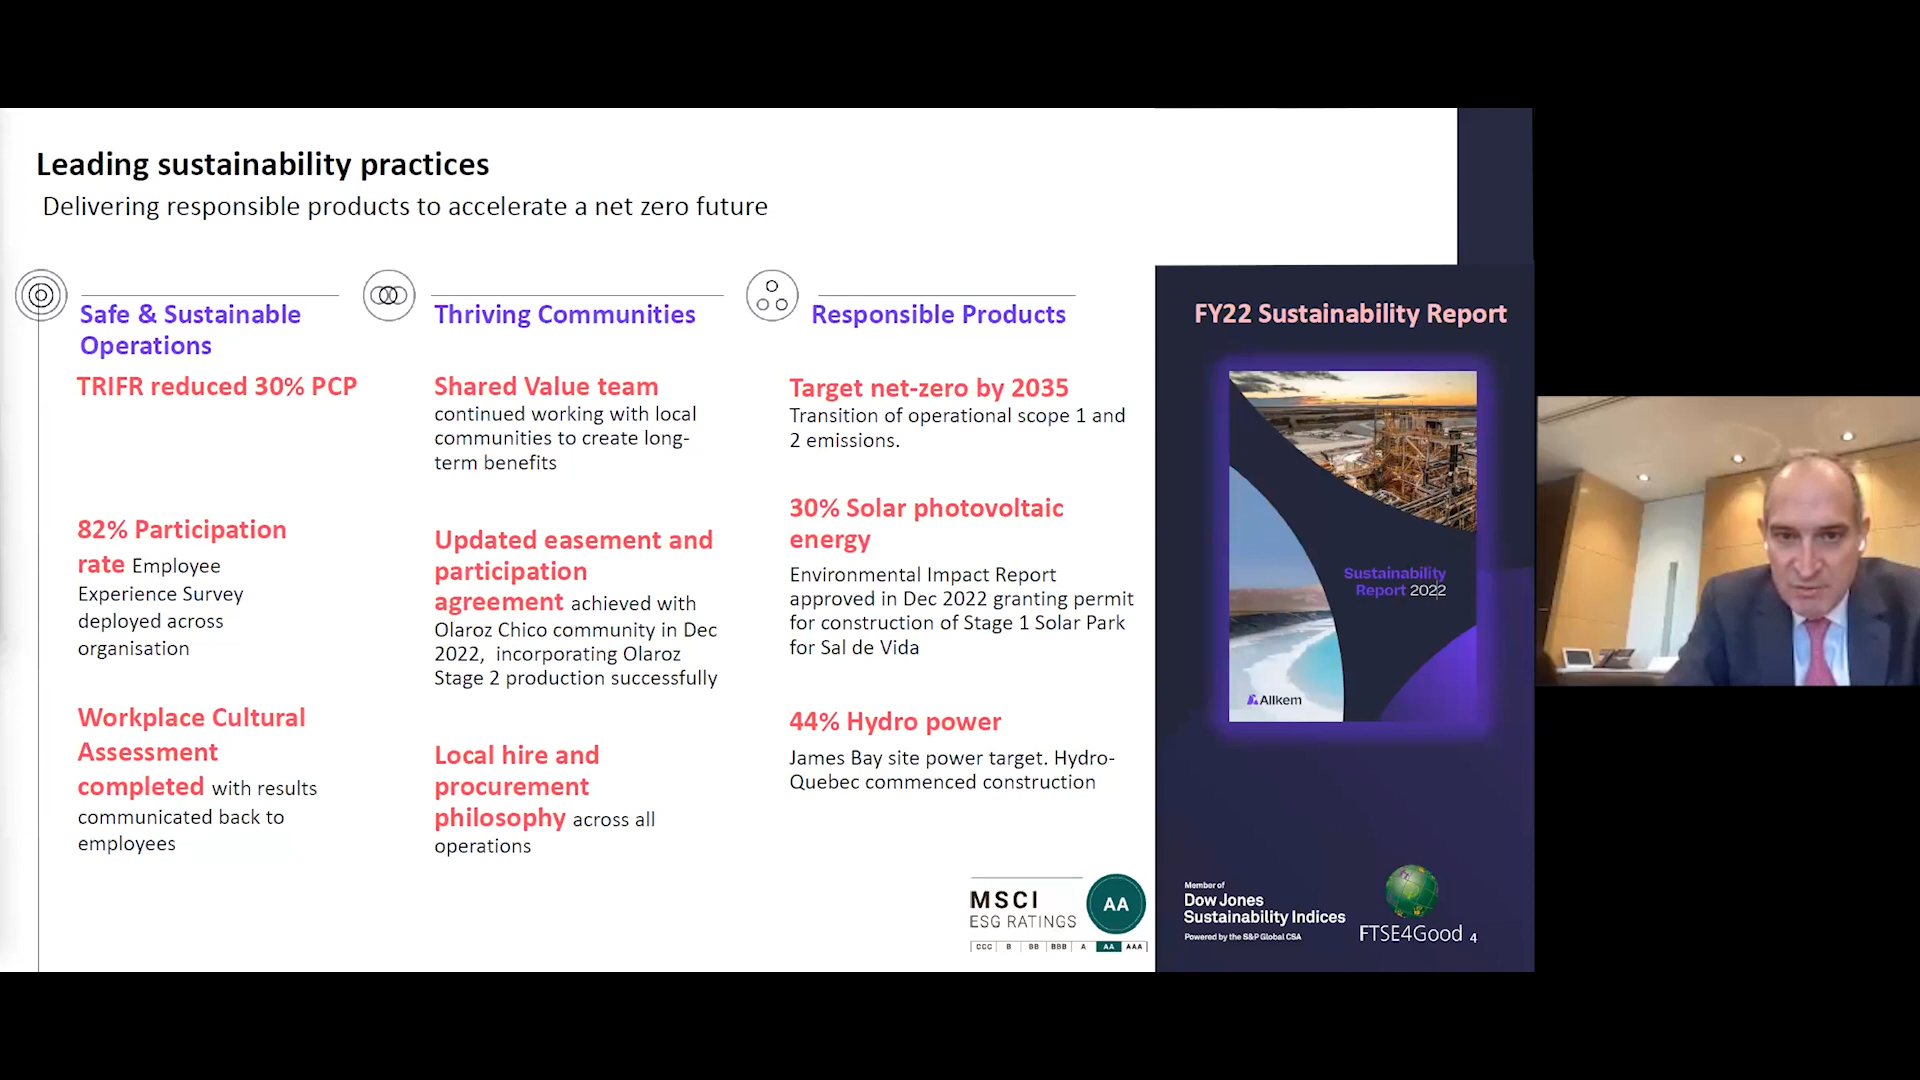 Leading sustainability practices
Delivering responsible products to accelerate a net zero future
Safe & Sustainable
Operations
TRIFR reduced 30% PCP
82% Participation
rate Employee
Experience Survey
deployed across
organisation
Workplace Cultural
Assessment
completed with results
communicated back to
employees
Thriving Communities
Shared Value team
continued working with local
communities to create long-
term benefits
Updated easement and
participation
agreement achieved with
Olaroz Chico community in Dec
2022, incorporating Olaroz
Stage 2 production successfully
Local hire and
procurement
philosophy across all
operations
Responsible Products
Target net-zero by 2035
Transition of operational scope 1 and
2 emissions.
30% Solar photovoltaic
energy
Environmental Impact Report
approved in Dec 2022 granting permit
for construction of Stage 1 Solar Park
for Sal de Vida
44% Hydro power
James Bay site power target. Hydro-
Quebec commenced construction
MSCI
ESG RATINGS
AA
CCC B BB BBB A AA AAA
FY22 Sustainability Report
Sustainability
Report 2022
Allkem
Member of
Dow Jones
Sustainability Indices
Powered by the S&P Global CSA
FTSE4Good
4